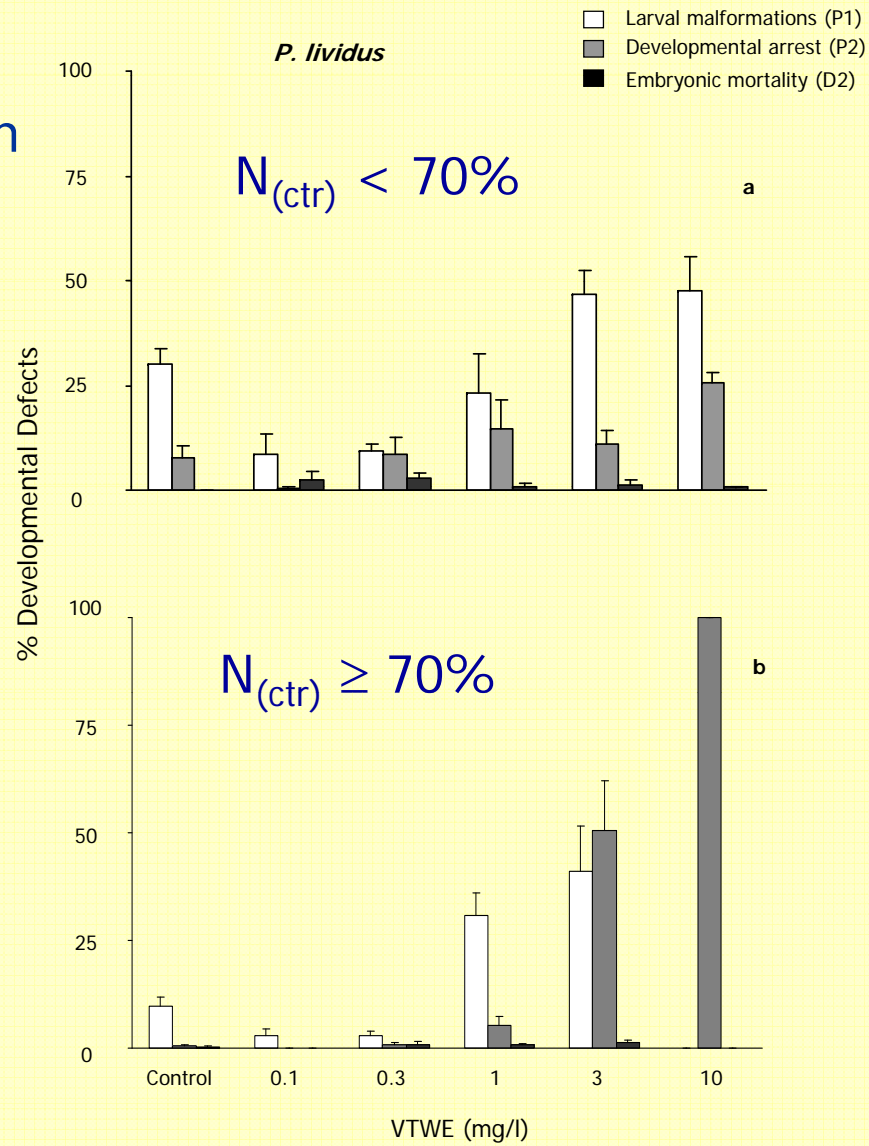 Larval malformations (P1)
Developmental arrest (P2)
Embryonic mortality (D2)
P. lividus
n
N(ctr) < 70%
a
100
75
50
25
0
% Developmental Defects
N(ctr) ≥ 70%
b
100
75
50
25
0
Control 0.1 0.3 1 3 10
VTWE (mg/l)